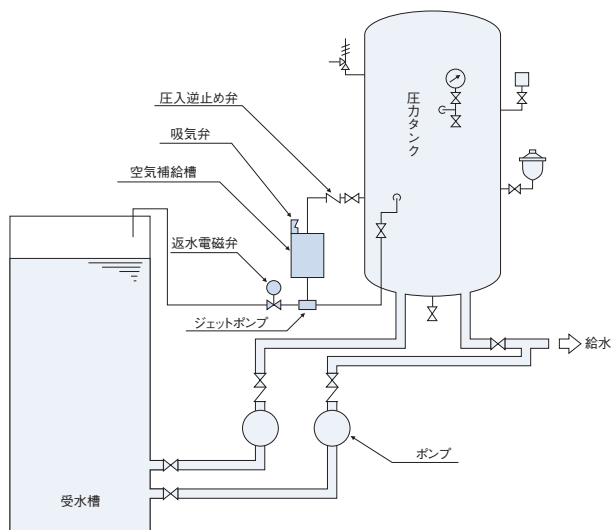 圧入逆止め弁
吸気弁
空気補給槽
返水電磁弁
ジェットポンプ
圧力タンク
給水
ポンプ
受水槽